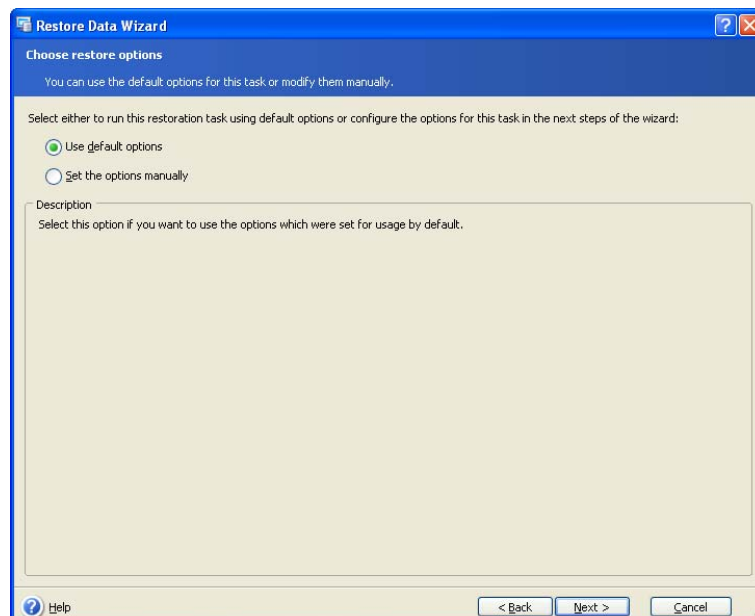 Restore Data Wizard
Choose restore options
You can use the default options for this task or modify them manually.
Select either to run this restoration task using default options or configure the options for this task in the next steps of the wizard:
Use default options
Set the options manually
Description
Select this option if you want to use the options which were set for usage by default.
Help
< Back
Next >
Cancel